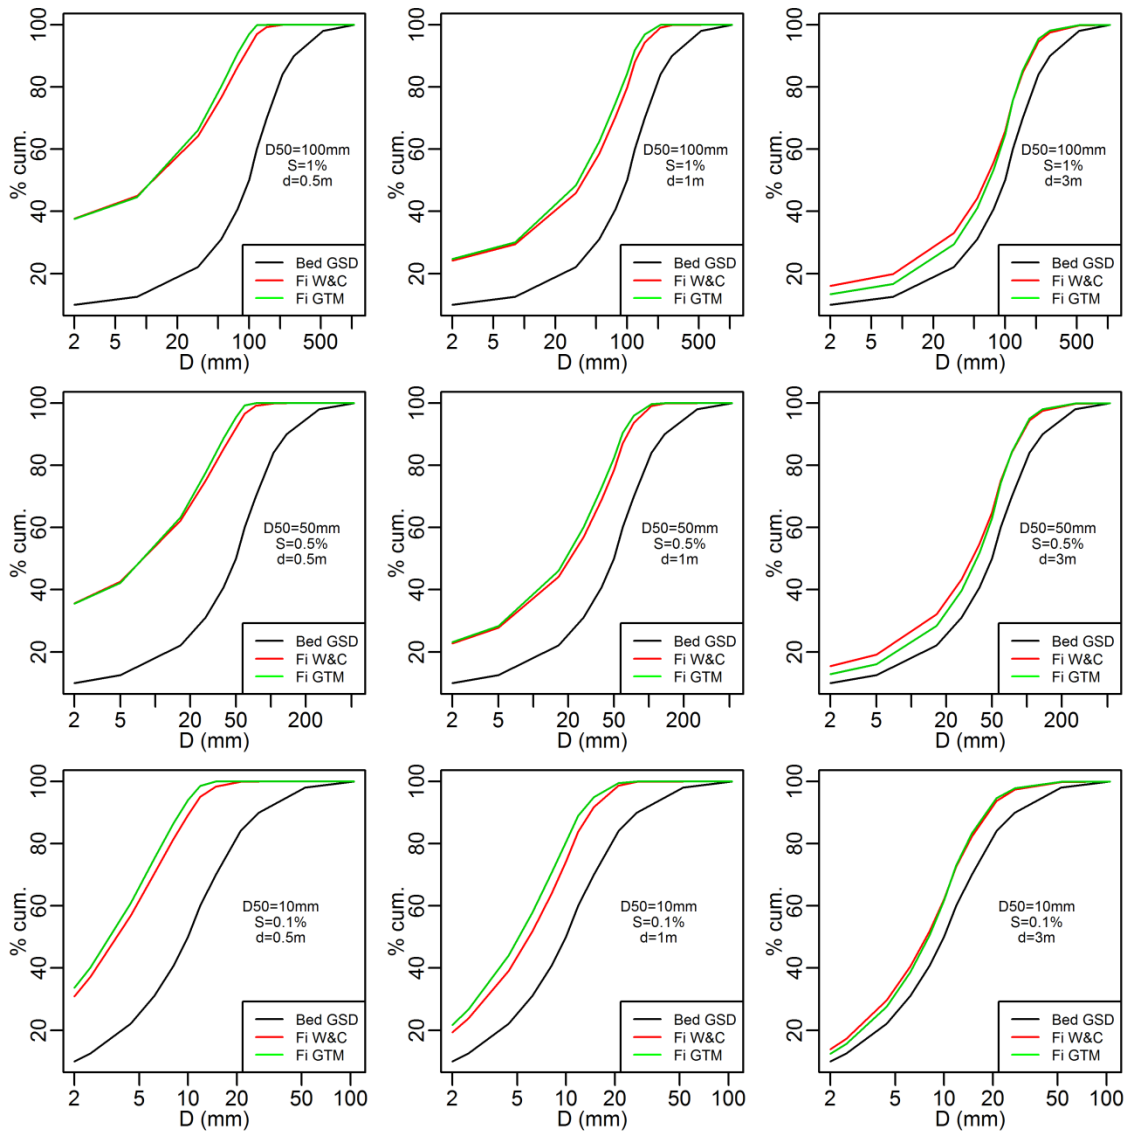 % cum.
100
80
60
40
20
D50=100mm
S=1%
d=0.5m
Bed GSD
Fi W&C
Fi GTM
2 5 20 100 500
D (mm)
% cum.
100
80
60
40
20
D50=100mm
S=1%
d=1m
Bed GSD
Fi W&C
Fi GTM
2 5 20 100 500
D (mm)
% cum.
100
80
60
40
20
D50=100mm
S=1%
d=3m
Bed GSD
Fi W&C
Fi GTM
2 5 20 100 500
D (mm)
% cum.
100
80
60
40
20
D50=50mm
S=0.5%
d=0.5m
Bed GSD
Fi W&C
Fi GTM
2 5 20 50 200
D (mm)
% cum.
100
80
60
40
20
D50=50mm
S=0.5%
d=1m
Bed GSD
Fi W&C
Fi GTM
2 5 20 50 200
D (mm)
% cum.
100
80
60
40
20
D50=50mm
S=0.5%
d=3m
Bed GSD
Fi W&C
Fi GTM
2 5 20 50 200
D (mm)
% cum.
100
80
60
40
20
D50=10mm
S=0.1%
d=0.5m
Bed GSD
Fi W&C
Fi GTM
2 5 10 20 50 100
D (mm)
% cum.
100
80
60
40
20
D50=10mm
S=0.1%
d=1m
Bed GSD
Fi W&C
Fi GTM
2 5 10 20 50 100
D (mm)
% cum.
100
80
60
40
20
D50=10mm
S=0.1%
d=3m
Bed GSD
Fi W&C
Fi GTM
2 5 10 20 50 100
D (mm)